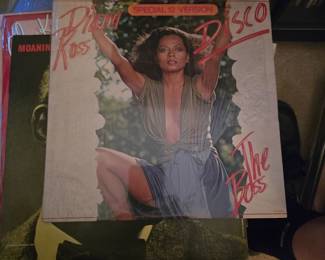 SPECIAL 12" VERSION
Diana
Ross
Disco
MOANIN
The
Boss